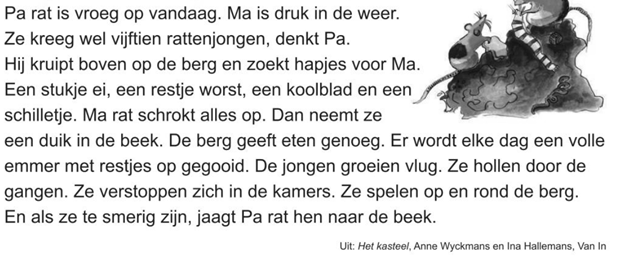 Pa rat is vroeg op vandaag. Ma is druk in de weer.
Ze kreeg wel vijftien rattenjongen, denkt Pa.
Hij kruipt boven op de berg en zoekt hapjes voor Ma.
Een stukje ei, een restje worst, een koolblad en een
schilletje. Ma rat schrokt alles op. Dan neemt ze
een duik in de beek. De berg geeft eten genoeg. Er wordt elke dag een volle
emmer met restjes op gegooid. De jongen groeien vlug. Ze hollen door de
gangen. Ze verstoppen zich in de kamers. Ze spelen op en rond de berg.
En als ze te smerig zijn, jaagt Pa rat hen naar de beek.
Uit: Het kasteel, Anne Wyckmans en Ina Hallemans, Van In